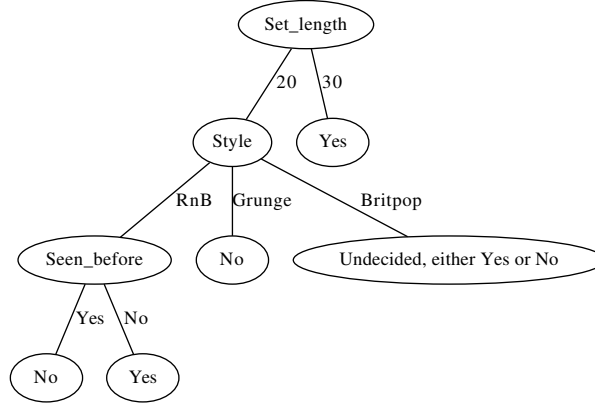 Set_length
20
30
Style
Yes
RnB
Grunge
Britpop
Seen_before
No
Undecided, either Yes or No
Yes
No
No
Yes